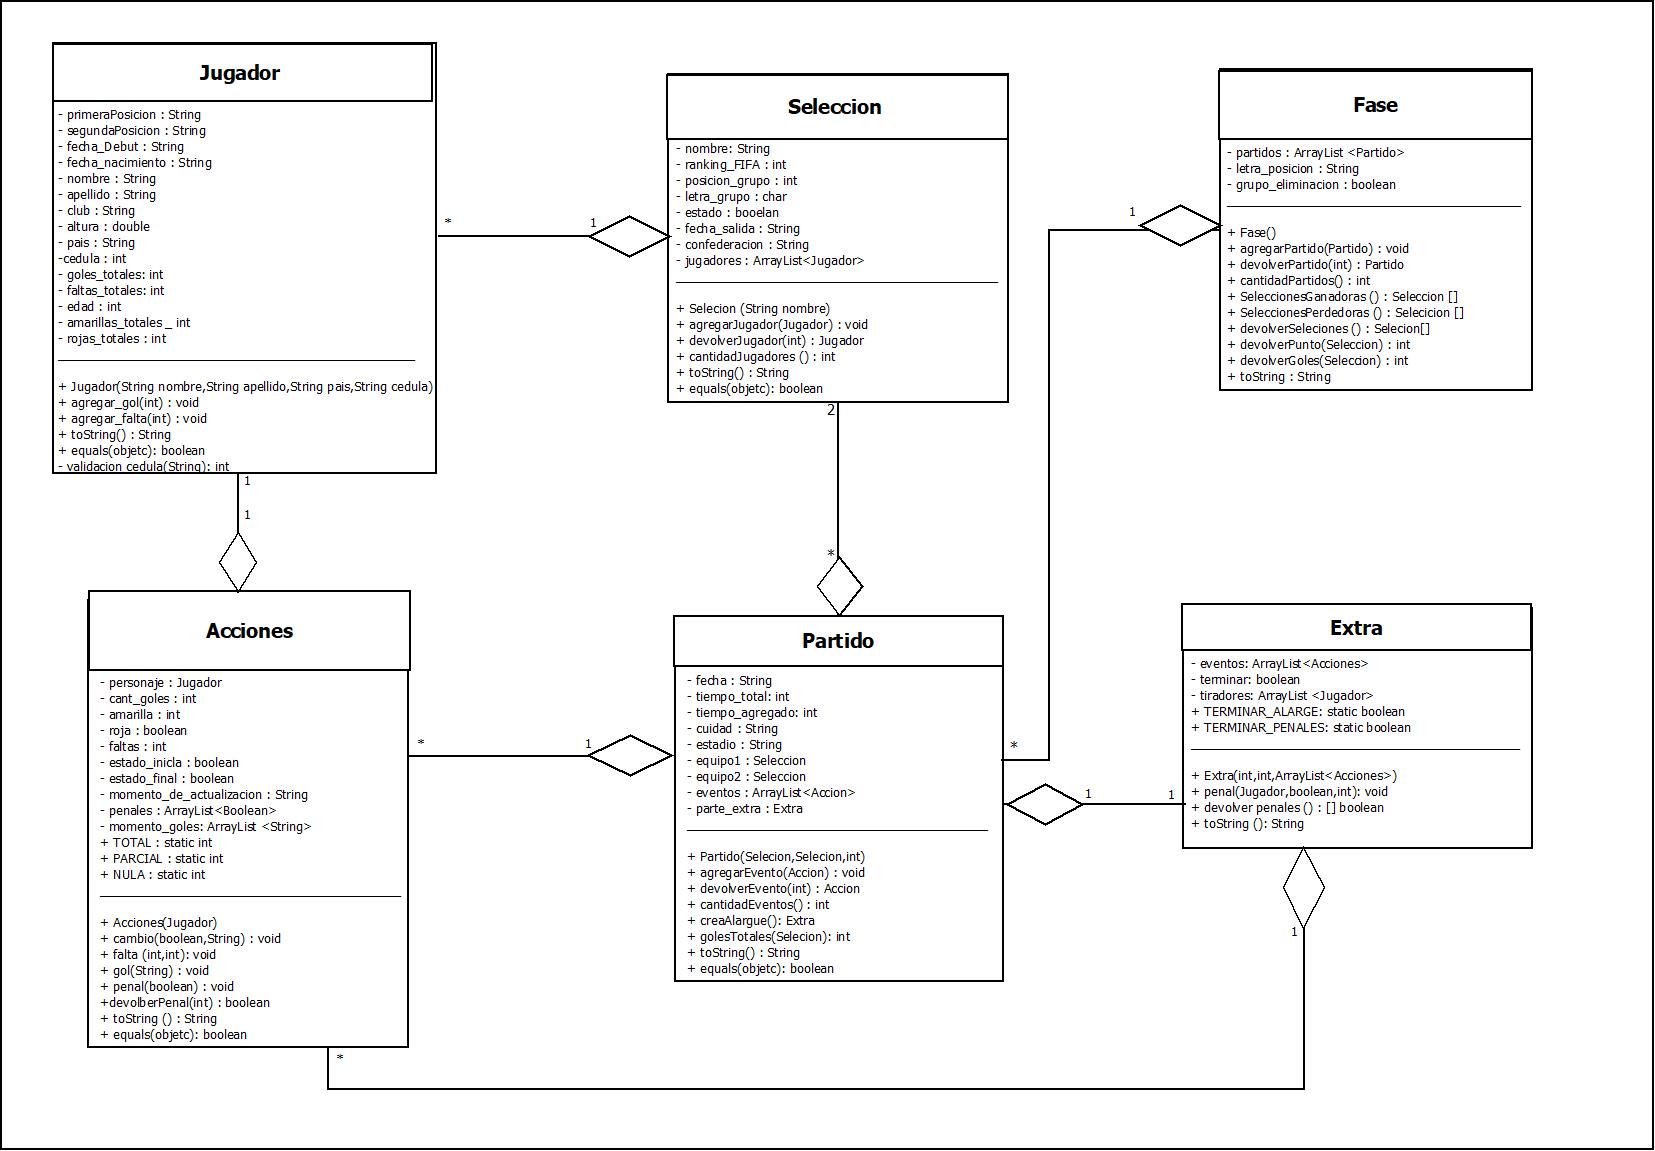 Jugador
- primeraPosicion : String
- segundaPosicion : String
- fecha_Debut : String
- fecha_nacimiento : String
- nombre : String
- apellido : String
- club : String
- altura : double
- pais : String
-cedula : int
- goles_totales: int
- faltas_totales: int
- edad : int
- amarillas_totales _ int
- rojas_totales : int
+ Jugador(String nombre,String apellido,String pais,String cedula)
+ agregar_gol(int) : void
+ agregar_falta(int) : void
+ toString() : String
+ equals(objetc): boolean
- validacion cedula(String): int
*
1
Seleccion
- nombre: String
- ranking_FIFA : int
- posicion_grupo : int
- letra_grupo : char
- estado : booelan
- fecha_salida : String
- confederacion : String
- jugadores : ArrayList<Jugador>
+ Selecion (String nombre)
+ agregarJugador(Jugador) : void
+ devolverJugador(int) : Jugador
+ cantidadJugadores () : int
+ toString() : String
+ equals(objetc): boolean
1
Fase
- partidos : ArrayList <Partido>
- letra_posicion : String
- grupo_eliminacion : boolean
+ Fase()
+ agregarPartido(Partido) : void
+ devolverPartido(int) : Partido
+ cantidadPartidos() : int
+ SeleccionesGanadoras () : Seleccion []
+ SeleccionesPerdedoras () : Selecicion []
+ devolverSeleciones () : Selecion[]
+ devolverPunto(Seleccion) : int
+ devolverGoles(Seleccion) : int
+ toString : String
1
1
2
*
Acciones
- personaje : Jugador
- cant_goles : int
- amarilla : int
- roja : boolean
- faltas : int
- estado_inicla : boolean
- estado_final : boolean
- momento_de_actualizacion : String
- penales : ArrayList<Boolean>
- momento_goles: ArrayList <String>
+ TOTAL : static int
+ PARCIAL : static int
+ NULA : static int
+ Acciones(Jugador)
+ cambio(boolean,String) : void
+ falta (int,int): void
+ gol(String) : void
+ penal(boolean) : void
+devolberPenal(int) : boolean
+ toString () : String
+ equals(objetc): boolean
*
1
Partido
- fecha : String
- tiempo_total: int
- tiempo_agregado: int
- cuidad : String
- estadio : String
- equipo1 : Seleccion
- equipo2 : Seleccion
- eventos : ArrayList<Accion>
- parte_extra : Extra
+ Partido(Selecion,Selecion,int)
+ agregarEvento(Accion) : void
+ devolverEvento(int) : Accion
+ cantidadEventos() : int
+ creaAlargue(): Extra
+ golesTotales(Selecion): int
+ toString() : String
+ equals(objetc): boolean
*
1
1
Extra
- eventos: ArrayList<Acciones>
- terminar: boolean
- tiradores: ArrayList <Jugador>
+ TERMINAR_ALARGE: static boolean
+ TERMINAR_PENALES: static boolean
+ Extra(int,int,ArrayList<Acciones>)
+ penal(Jugador,boolean,int): void
+ devolver penales () : [] boolean
+ toString (): String
1
*